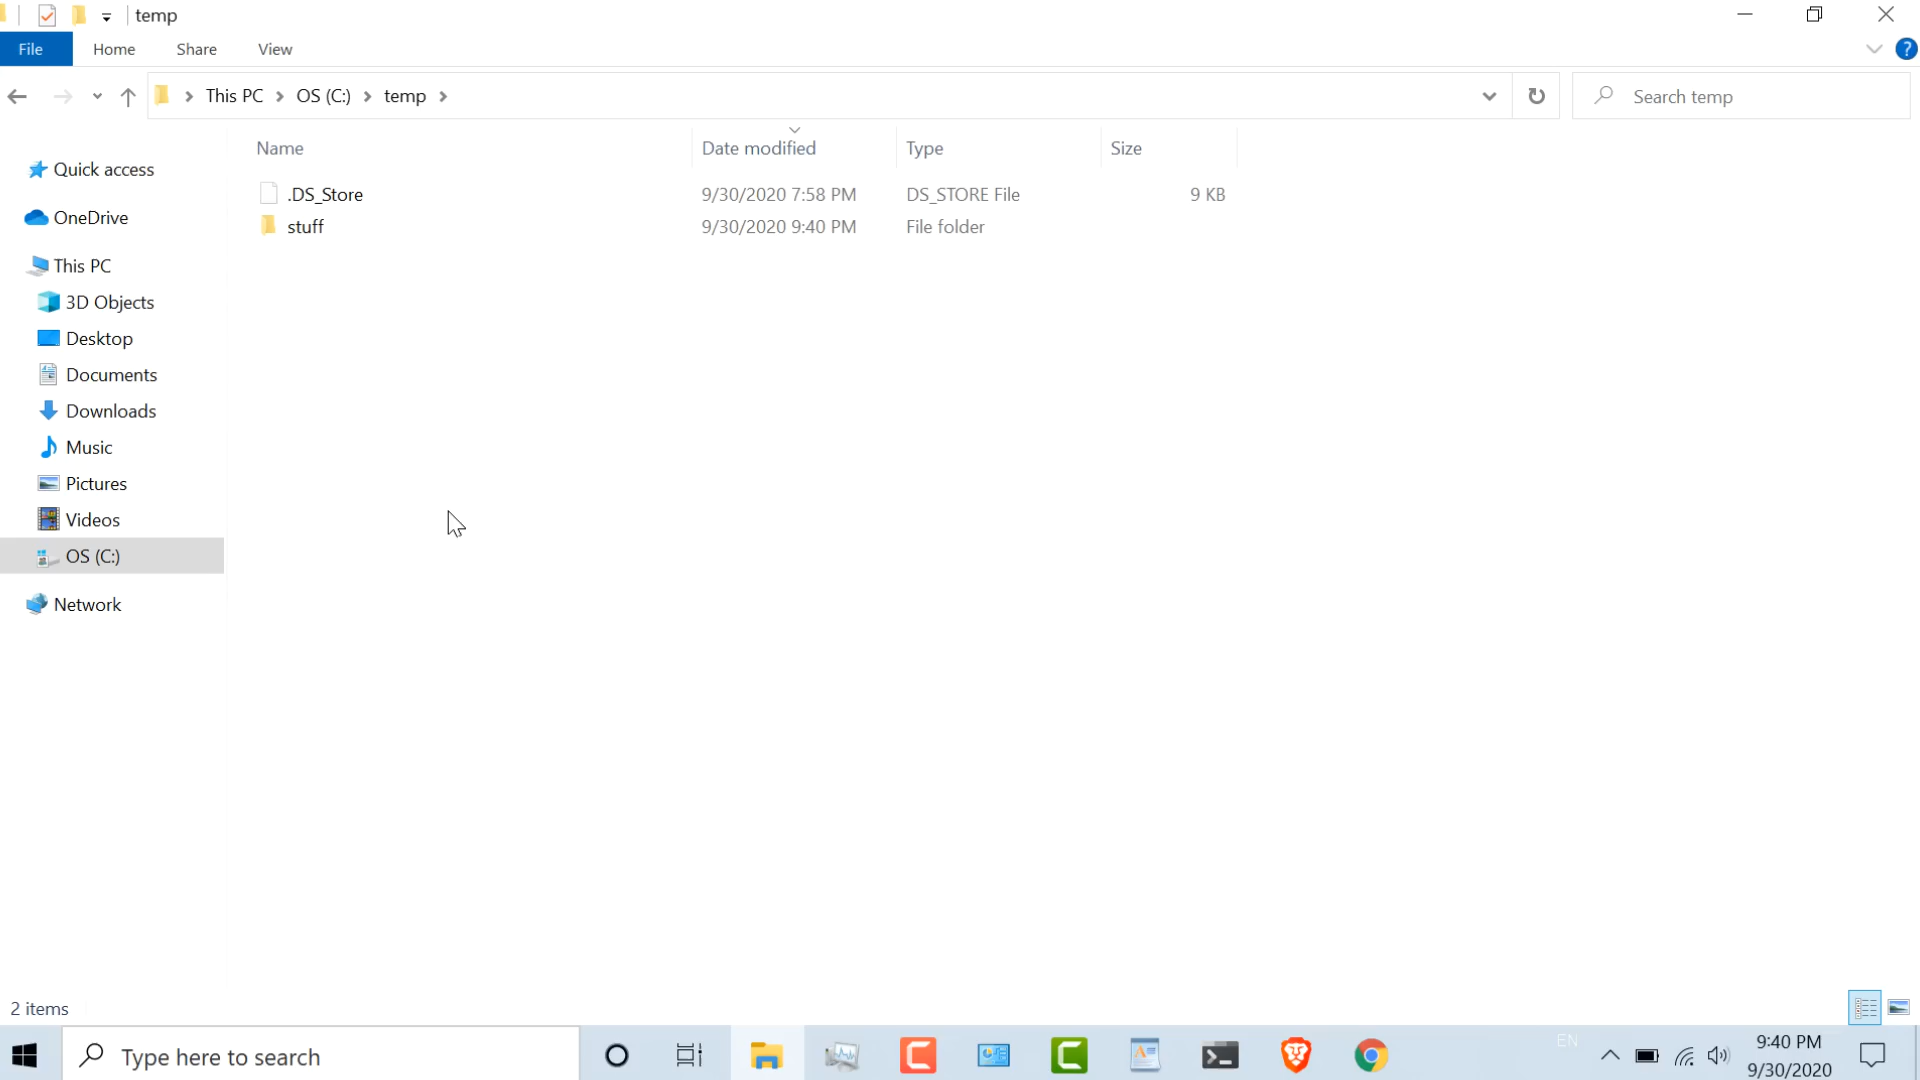 temp
File Home Share View
This PC OS (C:) temp
Search temp
Name Date modified Type Size
.DS_Store 9/30/2020 7:58 PM DS_STORE File 9 KB
stuff 9/30/2020 9:40 PM File folder
Quick access
OneDrive
This PC
3D Objects
Desktop
Documents
Downloads
Music
Pictures
Videos
OS (C:)
Network
2 items
Type here to search
EN
9:40 PM
9/30/2020